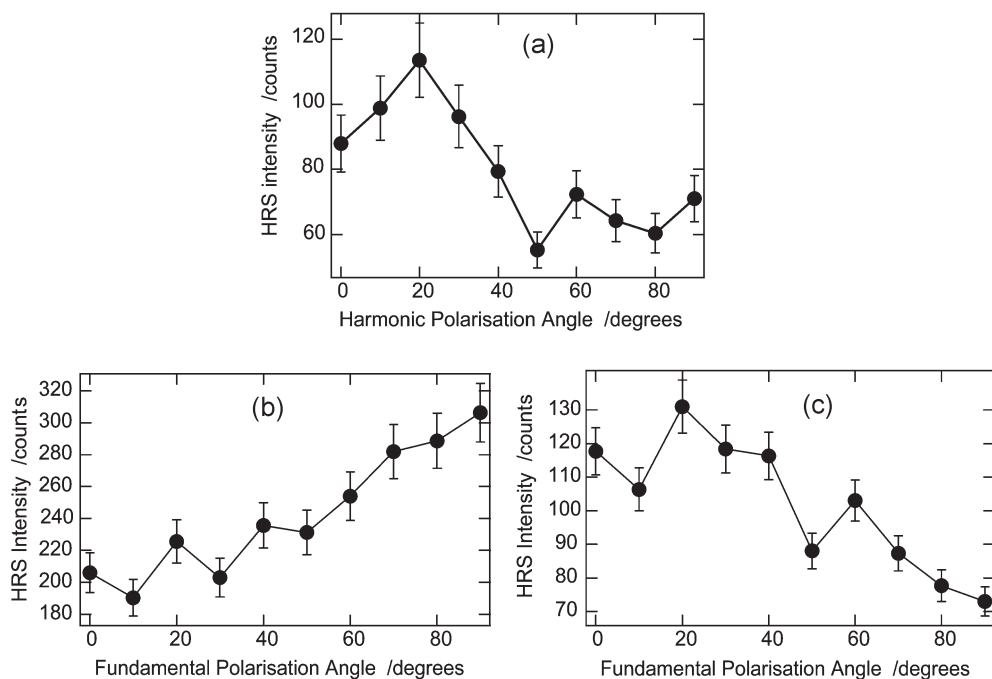 (a)
HRS intensity /counts
120
100
80
60
0 20 40 60 80
Harmonic Polarisation Angle /degrees
(b)
HRS Intensity /counts
320
300
280
260
240
220
200
180
0 20 40 60 80
Fundamental Polarisation Angle /degrees
(c)
HRS Intensity /counts
130
120
110
100
90
80
70
0 20 40 60 80
Fundamental Polarisation Angle /degrees